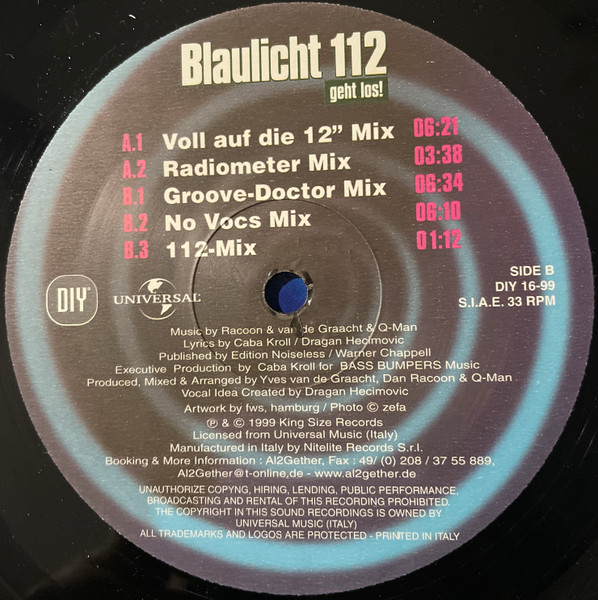 Blaulicht 112
geht los!
A.1 Voll auf die 12” Mix 06:21
A.2 Radiometer Mix 03:38
B.1 Groove-Doctor Mix 06:34
B.2 No Vocs Mix 06:10
B.3 112-Mix 01:12
SIDE B
DIY 16-99
S.I.A.E. 33 RPM
DIY
UNIVERSAL
Music by Racoon & van de Graacht & Q-Man
Lyrics by Caba Kroll / Dragan Hecimovic
Published by Edition Noiseless / Warner Chappell
Executive Production by Caba Kroll for BASS BUMPERS Music
Produced, Mixed & Arranged by Yves van de Graacht, Dan Racoon & Q-Man
Vocal Idea Created by Dragan Hecimovic
Artwork by fws, hamburg / Photo © zefa
℗ & © 1999 King Size Records
Licensed from Universal Music (Italy)
Manufactured in Italy by Nitelite Records S.r.l.
Booking & More Information : Al2Gether, Fax : 49/ (0) 208 / 37 55 889,
Al2Gether@t-online,de - www.al2gether.de
UNAUTHORIZE COPYNG, HIRING, LENDING, PUBLIC PERFORMANCE,
BROADCASTING AND RENTAL OF THIS RECORDING PROHIBITED.
THE COPYRIGHT IN THIS SOUND RECORDINGS IS OWNED BY
UNIVERSAL MUSIC (ITALY)
ALL TRADEMARKS AND LOGOS ARE PROTECTED - PRINTED IN ITALY